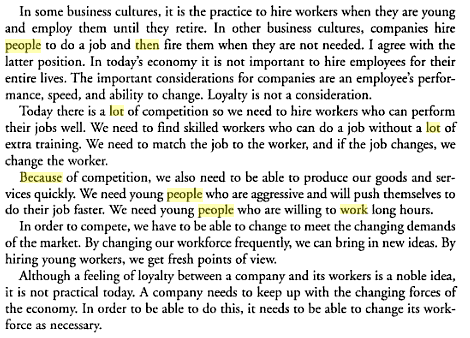 In some business cultures, it is the practice to hire workers when they are young
and employ them until they retire. In other business cultures, companies hire
people to do a job and then fire them when they are not needed. I agree with the
latter position. In today's economy it is not important to hire employees for their
entire lives. The important considerations for companies are an employee's perfor-
mance, speed, and ability to change. Loyalty is not a consideration.
Today there is a lot of competition so we need to hire workers who can perform
their jobs well. We need to find skilled workers who can do a job without a lot of
extra training. We need to match the job to the worker, and if the job changes, we
change the worker.
Because of competition, we also need to be able to produce our goods and ser-
vices quickly. We need young people who are aggressive and will push themselves to
do their job faster. We need young people who are willing to work long hours.
In order to compete, we have to be able to change to meet the changing demands
of the market. By changing our workforce frequently, we can bring in new ideas. By
hiring young workers, we get fresh points of view.
Although a feeling of loyalty between a company and its workers is a noble idea,
it is not practical today. A company needs to keep up with the changing forces of
the economy. In order to be able to do this, it needs to be able to change its work-
force as necessary.